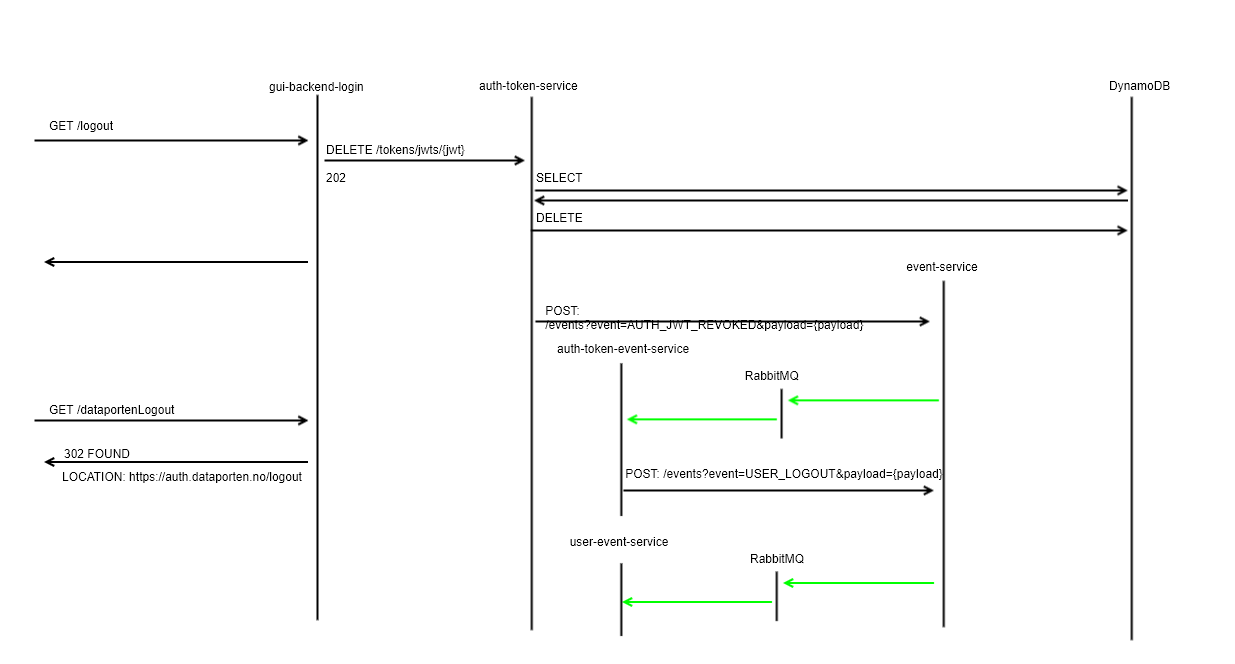 gui-backend-login
auth-token-service
DynamoDB
GET /logout
DELETE /tokens/jwts/{jwt}
202
SELECT
DELETE
event-service
POST:
/events?event=AUTH_JWT_REVOKED&payload={payload}
auth-token-event-service
RabbitMQ
GET /dataportenLogout
302 FOUND
LOCATION: https://auth.dataporten.no/logout
POST: /events?event=USER_LOGOUT&payload={payload}
user-event-service
RabbitMQ